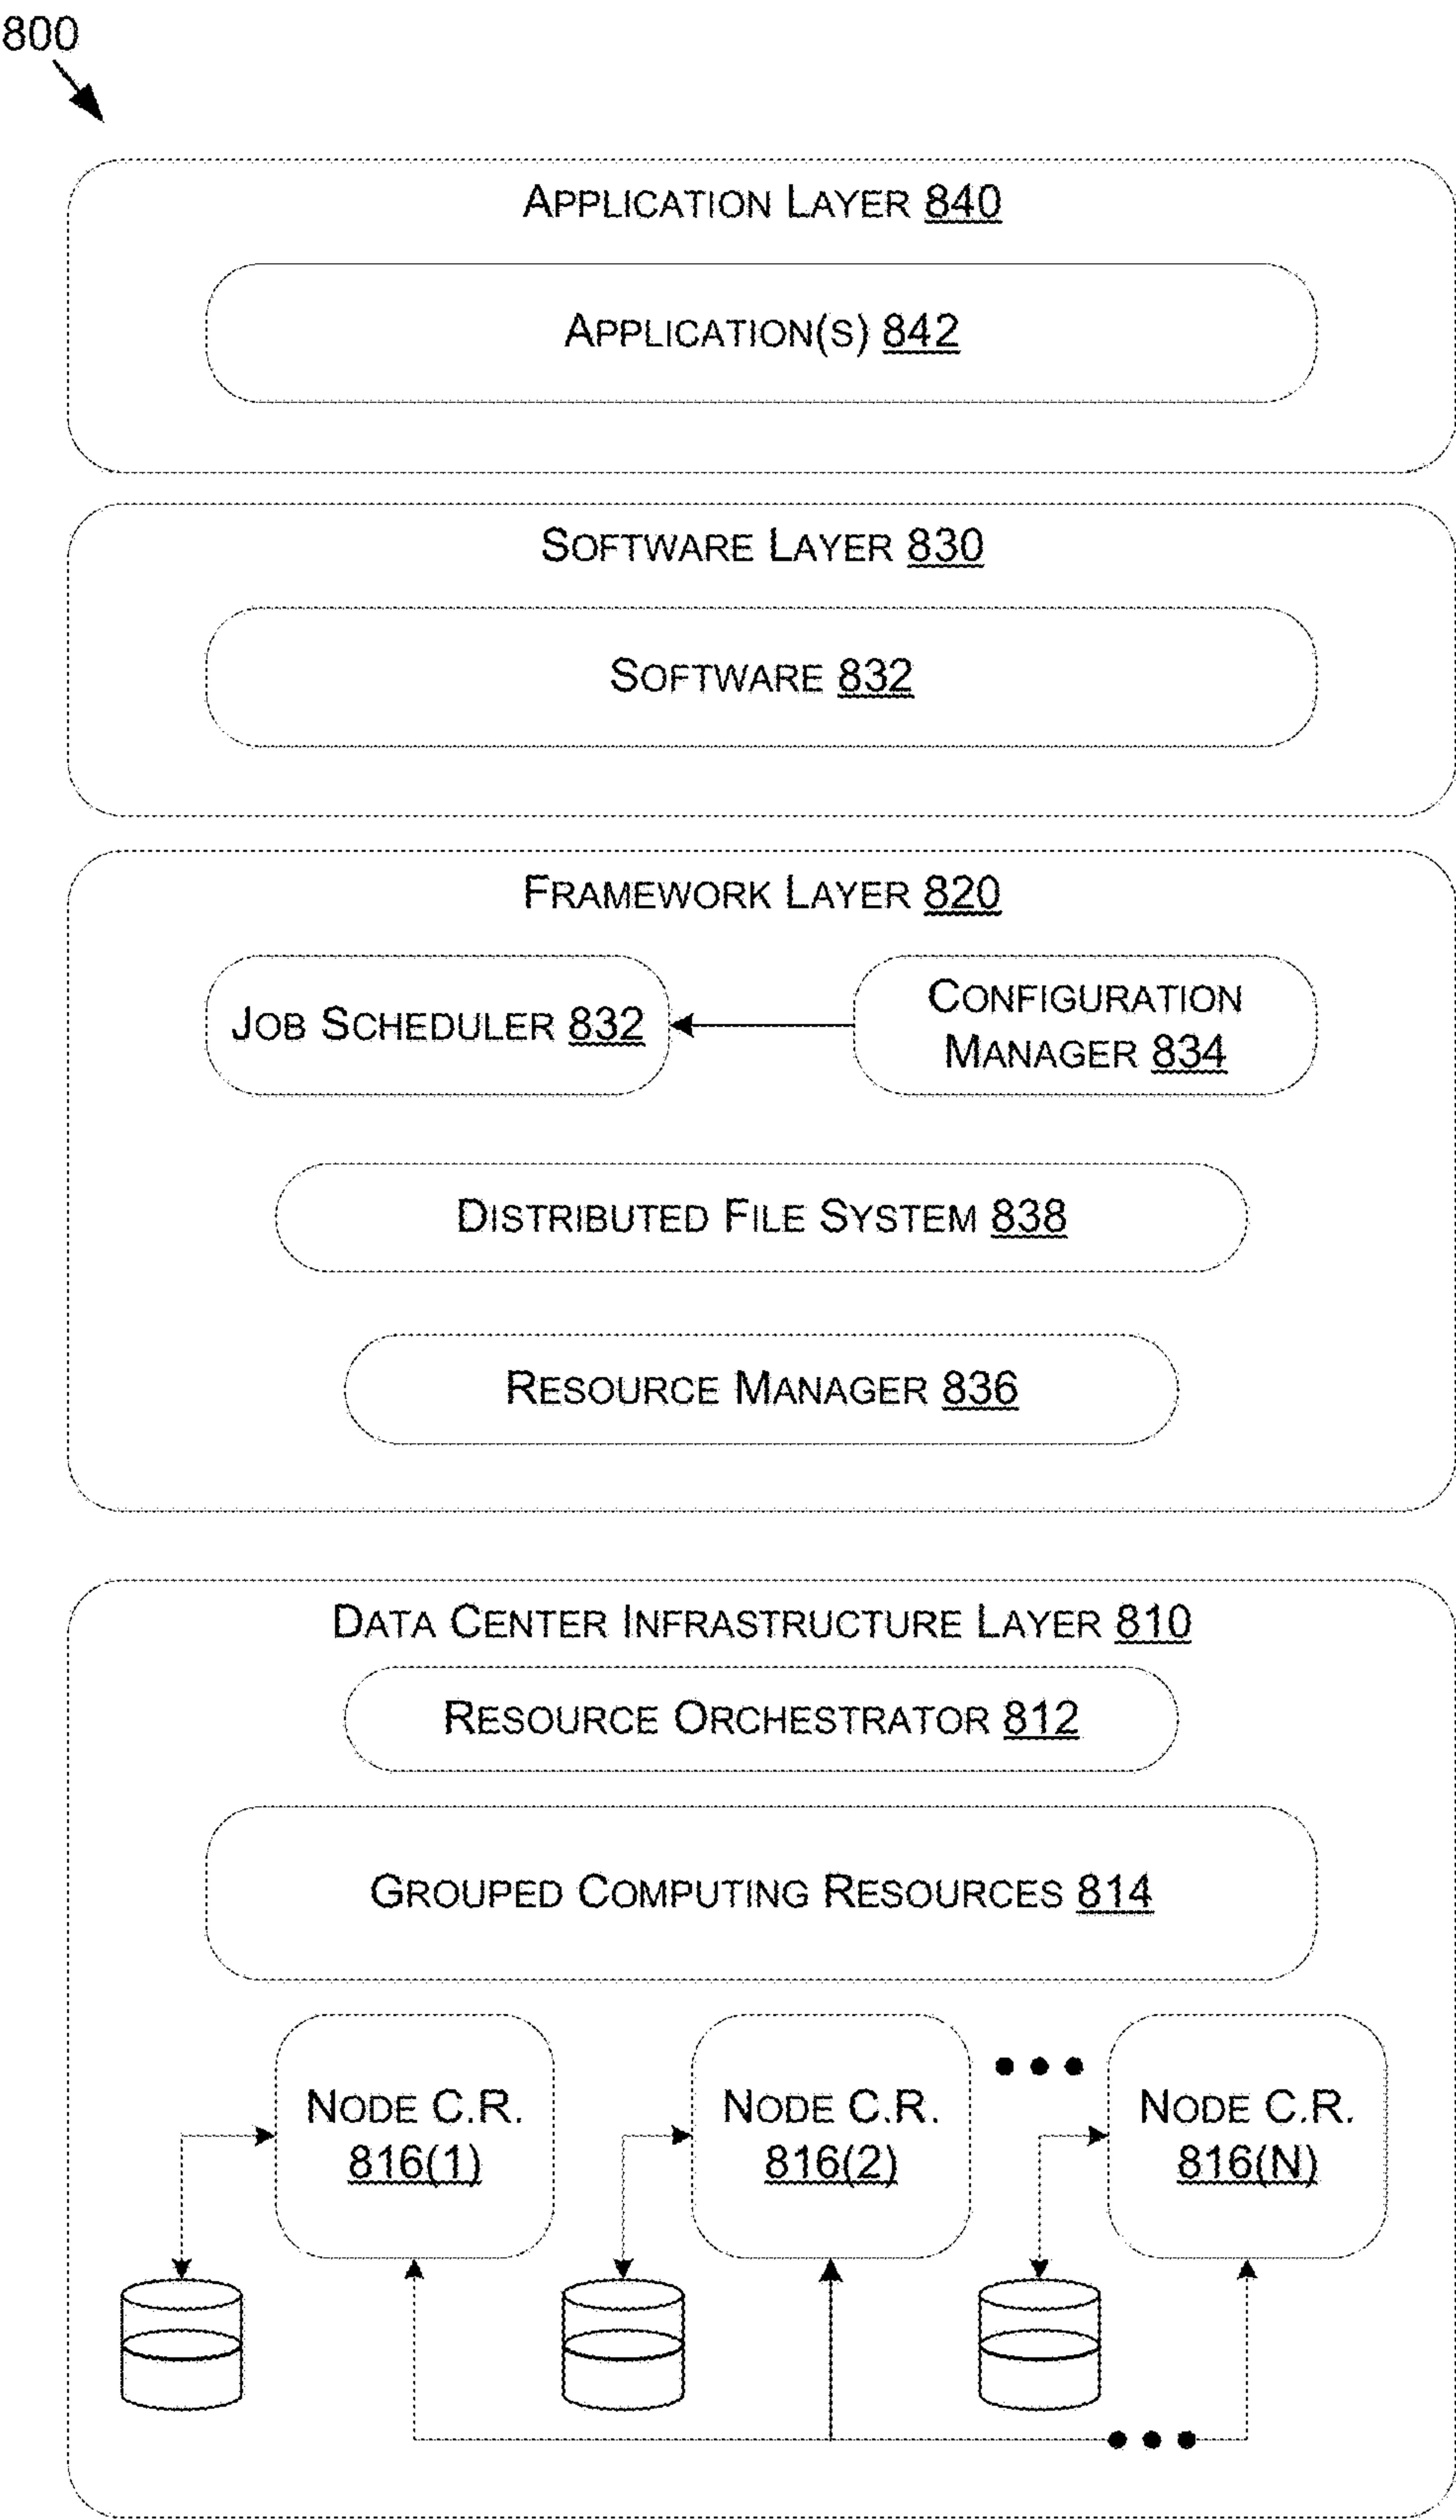 800
APPLICATION LAYER 840
APPLICATION(S) 842
SOFTWARE LAYER 830
SOFTWARE 832
FRAMEWORK LAYER 820
JOB SCHEDULER 832
CONFIGURATION
MANAGER 834
DISTRIBUTED FILE SYSTEM 838
RESOURCE MANAGER 836
DATA CENTER INFRASTRUCTURE LAYER 810
RESOURCE ORCHESTRATOR 812
GROUPED COMPUTING RESOURCES 814
NODE C.R.
816(1)
NODE C.R.
816(2)
NODE C.R.
816(N)